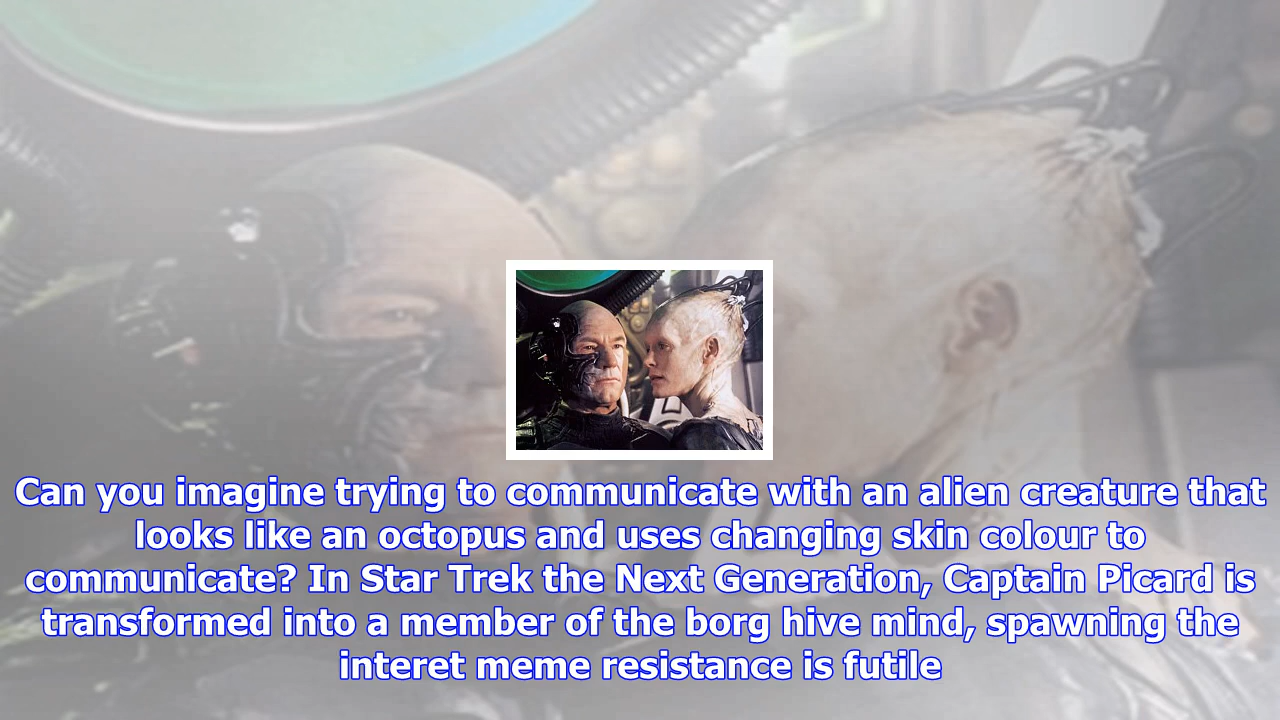 Can you imagine trying to communicate with an alien creature that
looks like an octopus and uses changing skin colour to
communicate? In Star Trek the Next Generation, Captain Picard is
transformed into a member of the borg hive mind, spawning the
interet meme resistance is futile